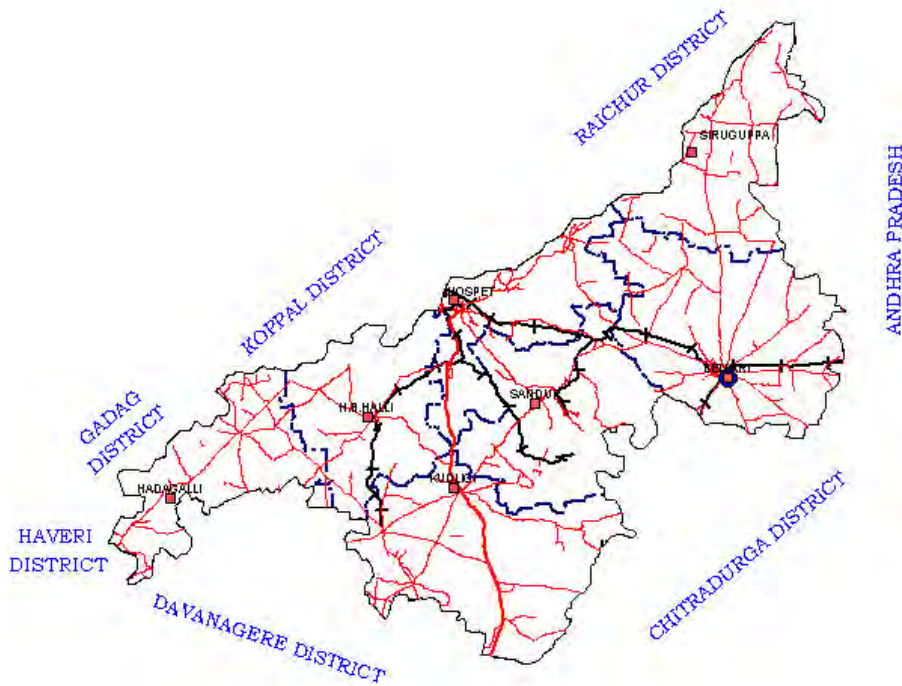 RAICHUR DISTRICT
SIRUGUPPA
ANDHRA PRADESH
KOPPAL DISTRICT
HOSPET
SANDUR
H.B.HALLI
GADAG
DISTRICT
KUDLIGI
HADAGALLI
HAVERI
DISTRICT
CHITRADURGA DISTRICT
DAVANAGERE DISTRICT